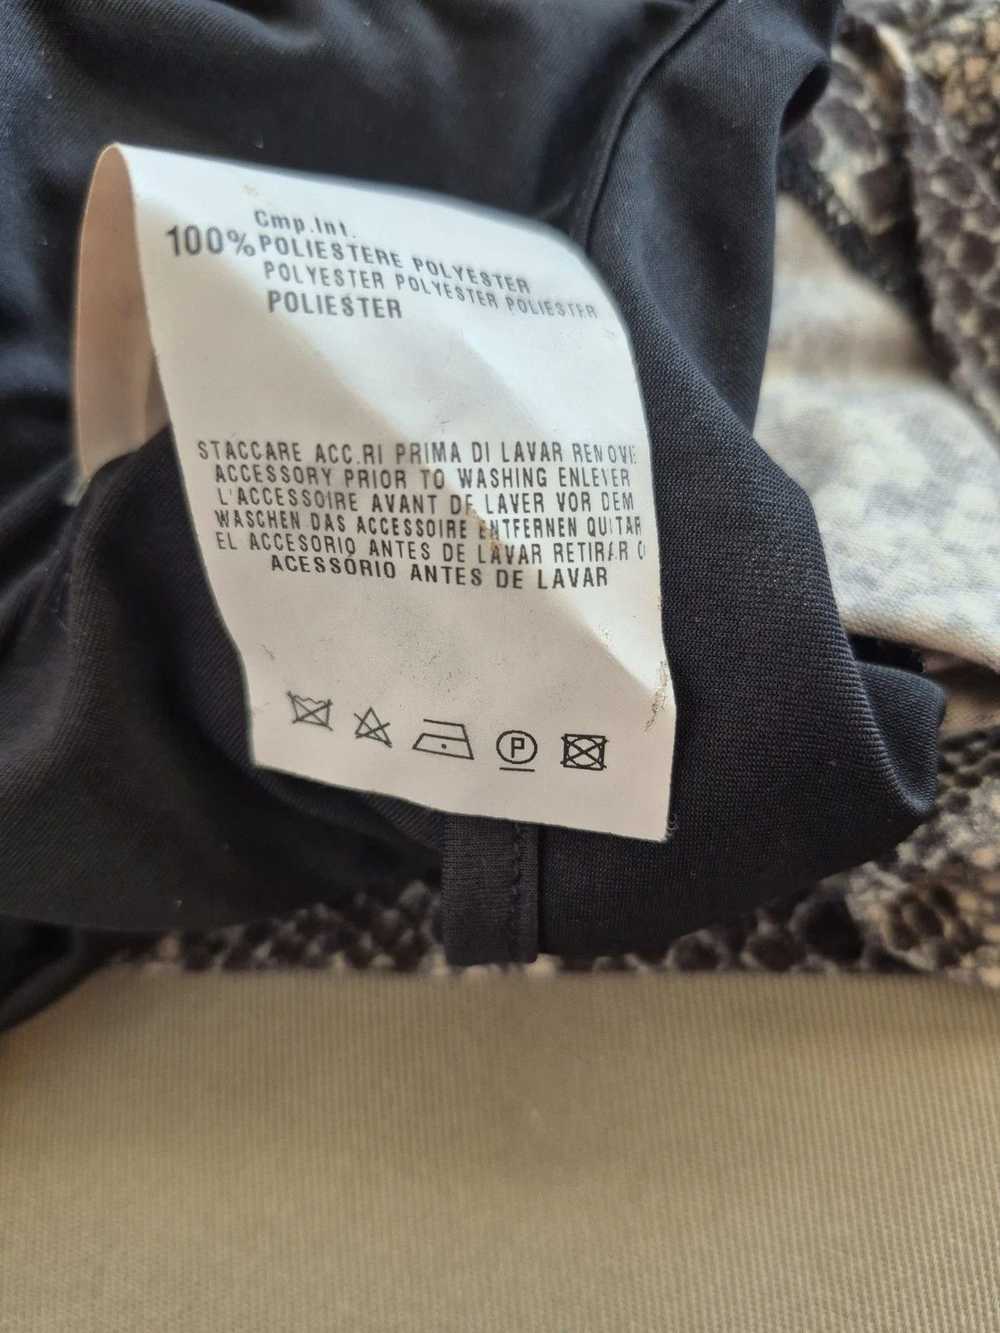 Cmp.Int.
100% POLIESTERE POLYESTER
POLYESTER POLYESTER POLIESTER
POLIESTER
STACCARE ACC.RI PRIMA DI LAVAR REMOVE
ACCESSORY PRIOR TO WASHING ENLEVER
L'ACCESSOIRE AVANT DE LAVER VOR DEM
WASCHEN DAS ACCESSOIRE ENTFERNEN QUITAR
EL ACCESORIO ANTES DE LAVAR RETIRAR O
ACESSÓRIO ANTES DE LAVAR
P